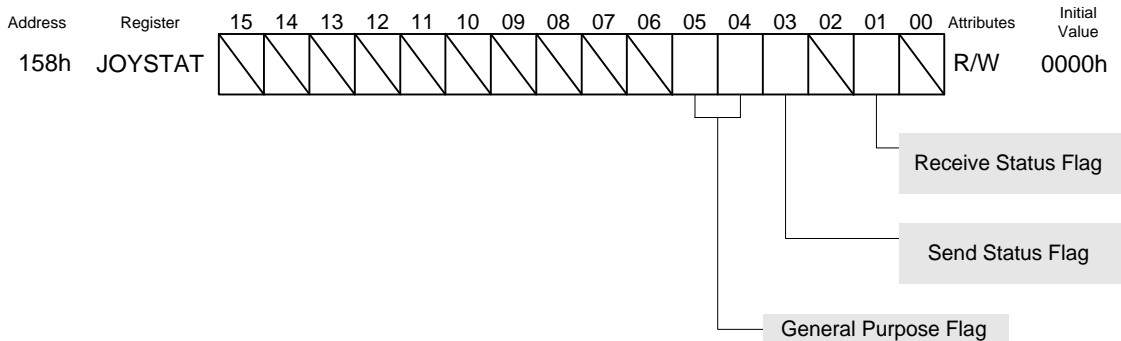 Address Register 15 14 13 12 11 10 09 08 07 06 05 04 03 02 01 00 Attributes Initial Value
158h JOYSTAT R/W 0000h
Receive Status Flag
Send Status Flag
General Purpose Flag